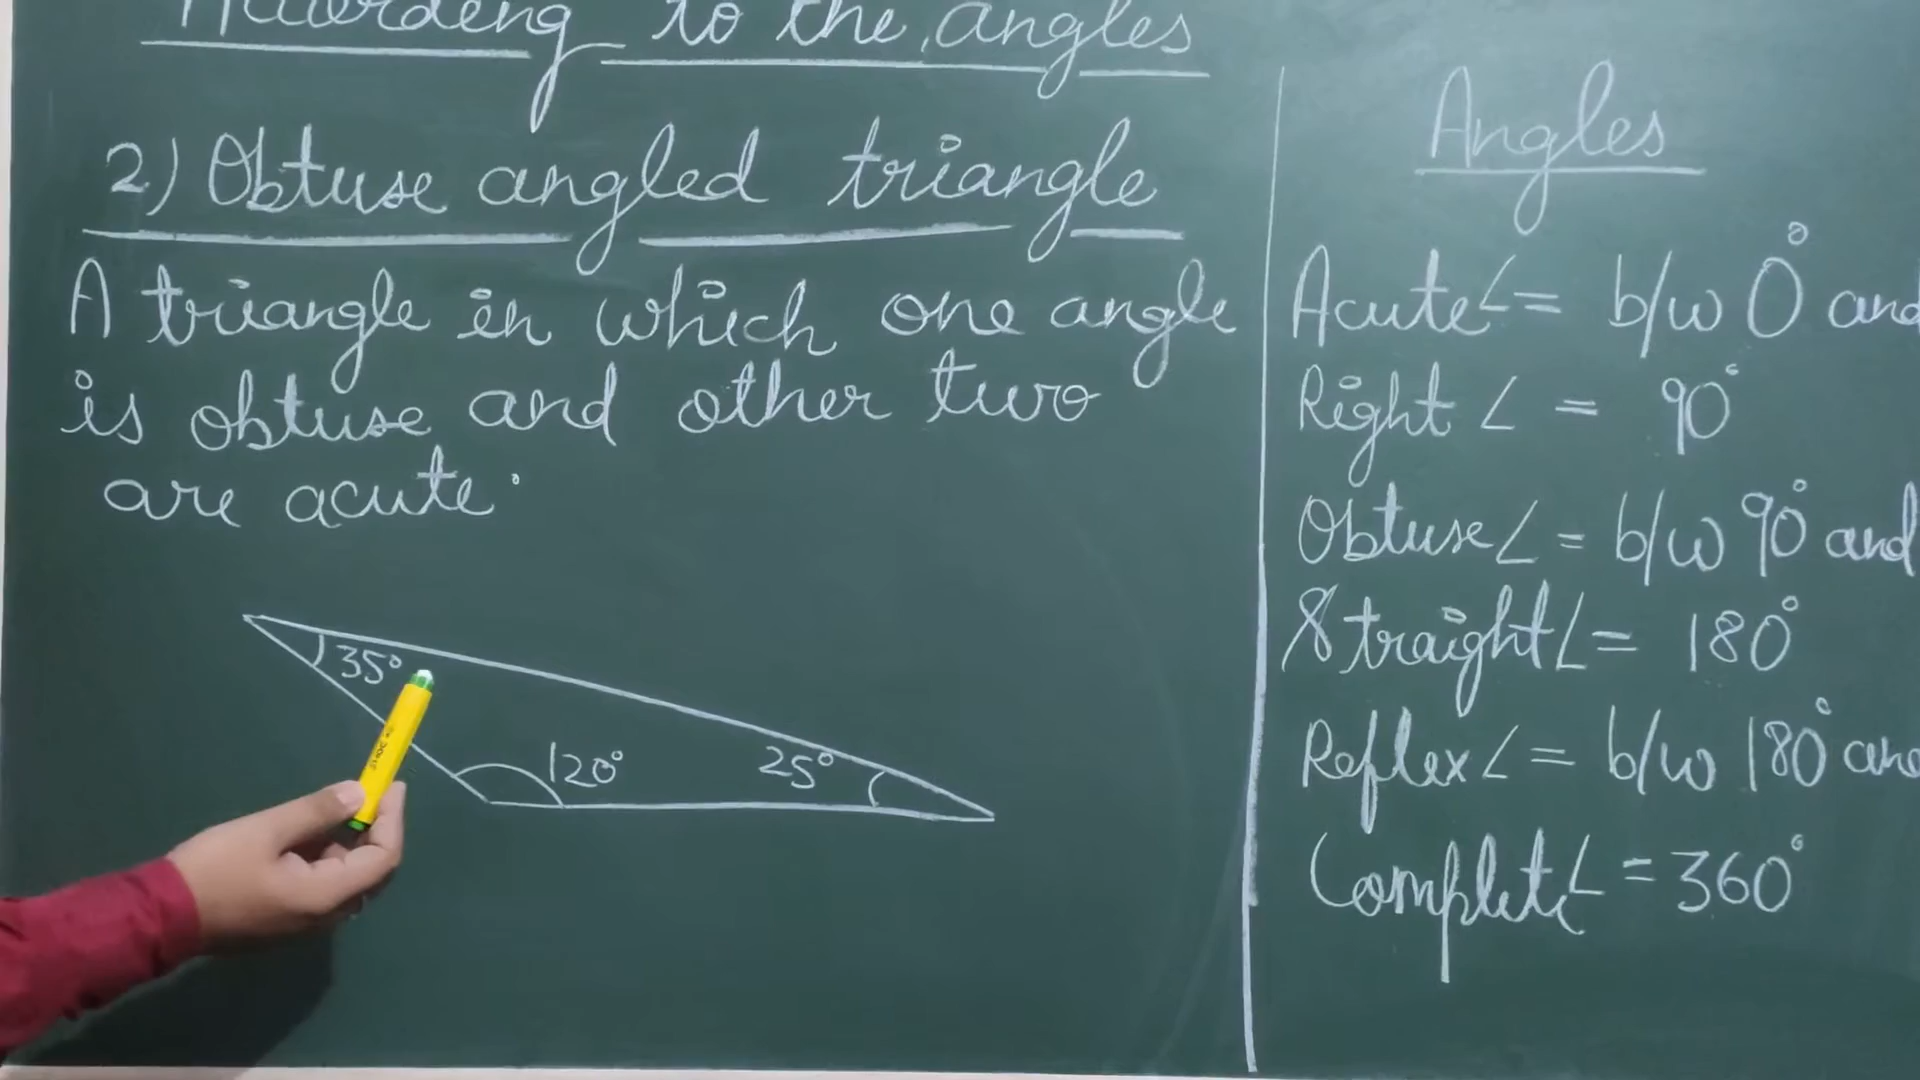 According to the angles
2) Obtuse angled triangle
A triangle in which one angle
is obtuse and other two
are acute.
35°
120°
25°
Angles
Acute∠ = b/w 0° and
Right ∠ = 90°
Obtuse∠ = b/w 90° and
Straight∠ = 180°
Reflex∠ = b/w 180° and
Complete∠ = 360°